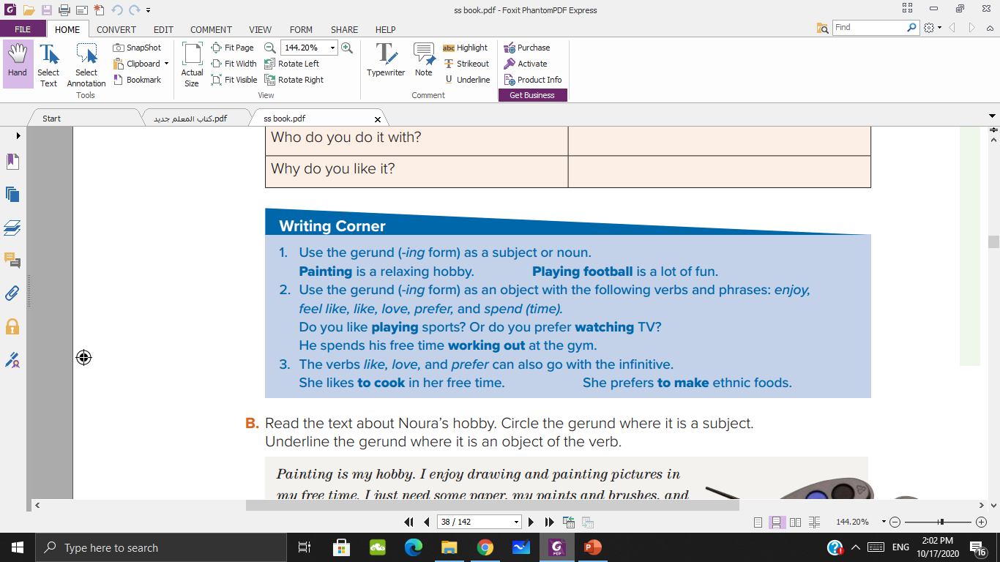 ss book.pdf - Foxit PhantomPDF Express
FILE
HOME
CONVERT
EDIT
COMMENT
VIEW
FORM
SHARE
HELP
Find
Hand
Select
Text
Select
Annotation
SnapShot
Clipboard
Bookmark
Tools
Actual
Size
Fit Page
Fit Width
Fit Visible
144.20%
Rotate Left
Rotate Right
View
Typewriter
Note
abc Highlight
T Strikeout
U Underline
Comment
Purchase
Activate
Product Info
Get Business
Start
كتاب المعلم جديد.pdf
ss book.pdf
Who do you do it with?
Why do you like it?
Writing Corner
1. Use the gerund (-ing form) as a subject or noun.
Painting is a relaxing hobby. Playing football is a lot of fun.
2. Use the gerund (-ing form) as an object with the following verbs and phrases: enjoy,
feel like, like, love, prefer, and spend (time).
Do you like playing sports? Or do you prefer watching TV?
He spends his free time working out at the gym.
3. The verbs like, love, and prefer can also go with the infinitive.
She likes to cook in her free time. She prefers to make ethnic foods.
B. Read the text about Noura's hobby. Circle the gerund where it is a subject.
Underline the gerund where it is an object of the verb.
Painting is my hobby. I enjoy drawing and painting pictures in
my free time. I just need some paper, my paints and brushes, and
38 / 142
144.20%
Type here to search
PDF
ENG
2:02 PM
10/17/2020
16